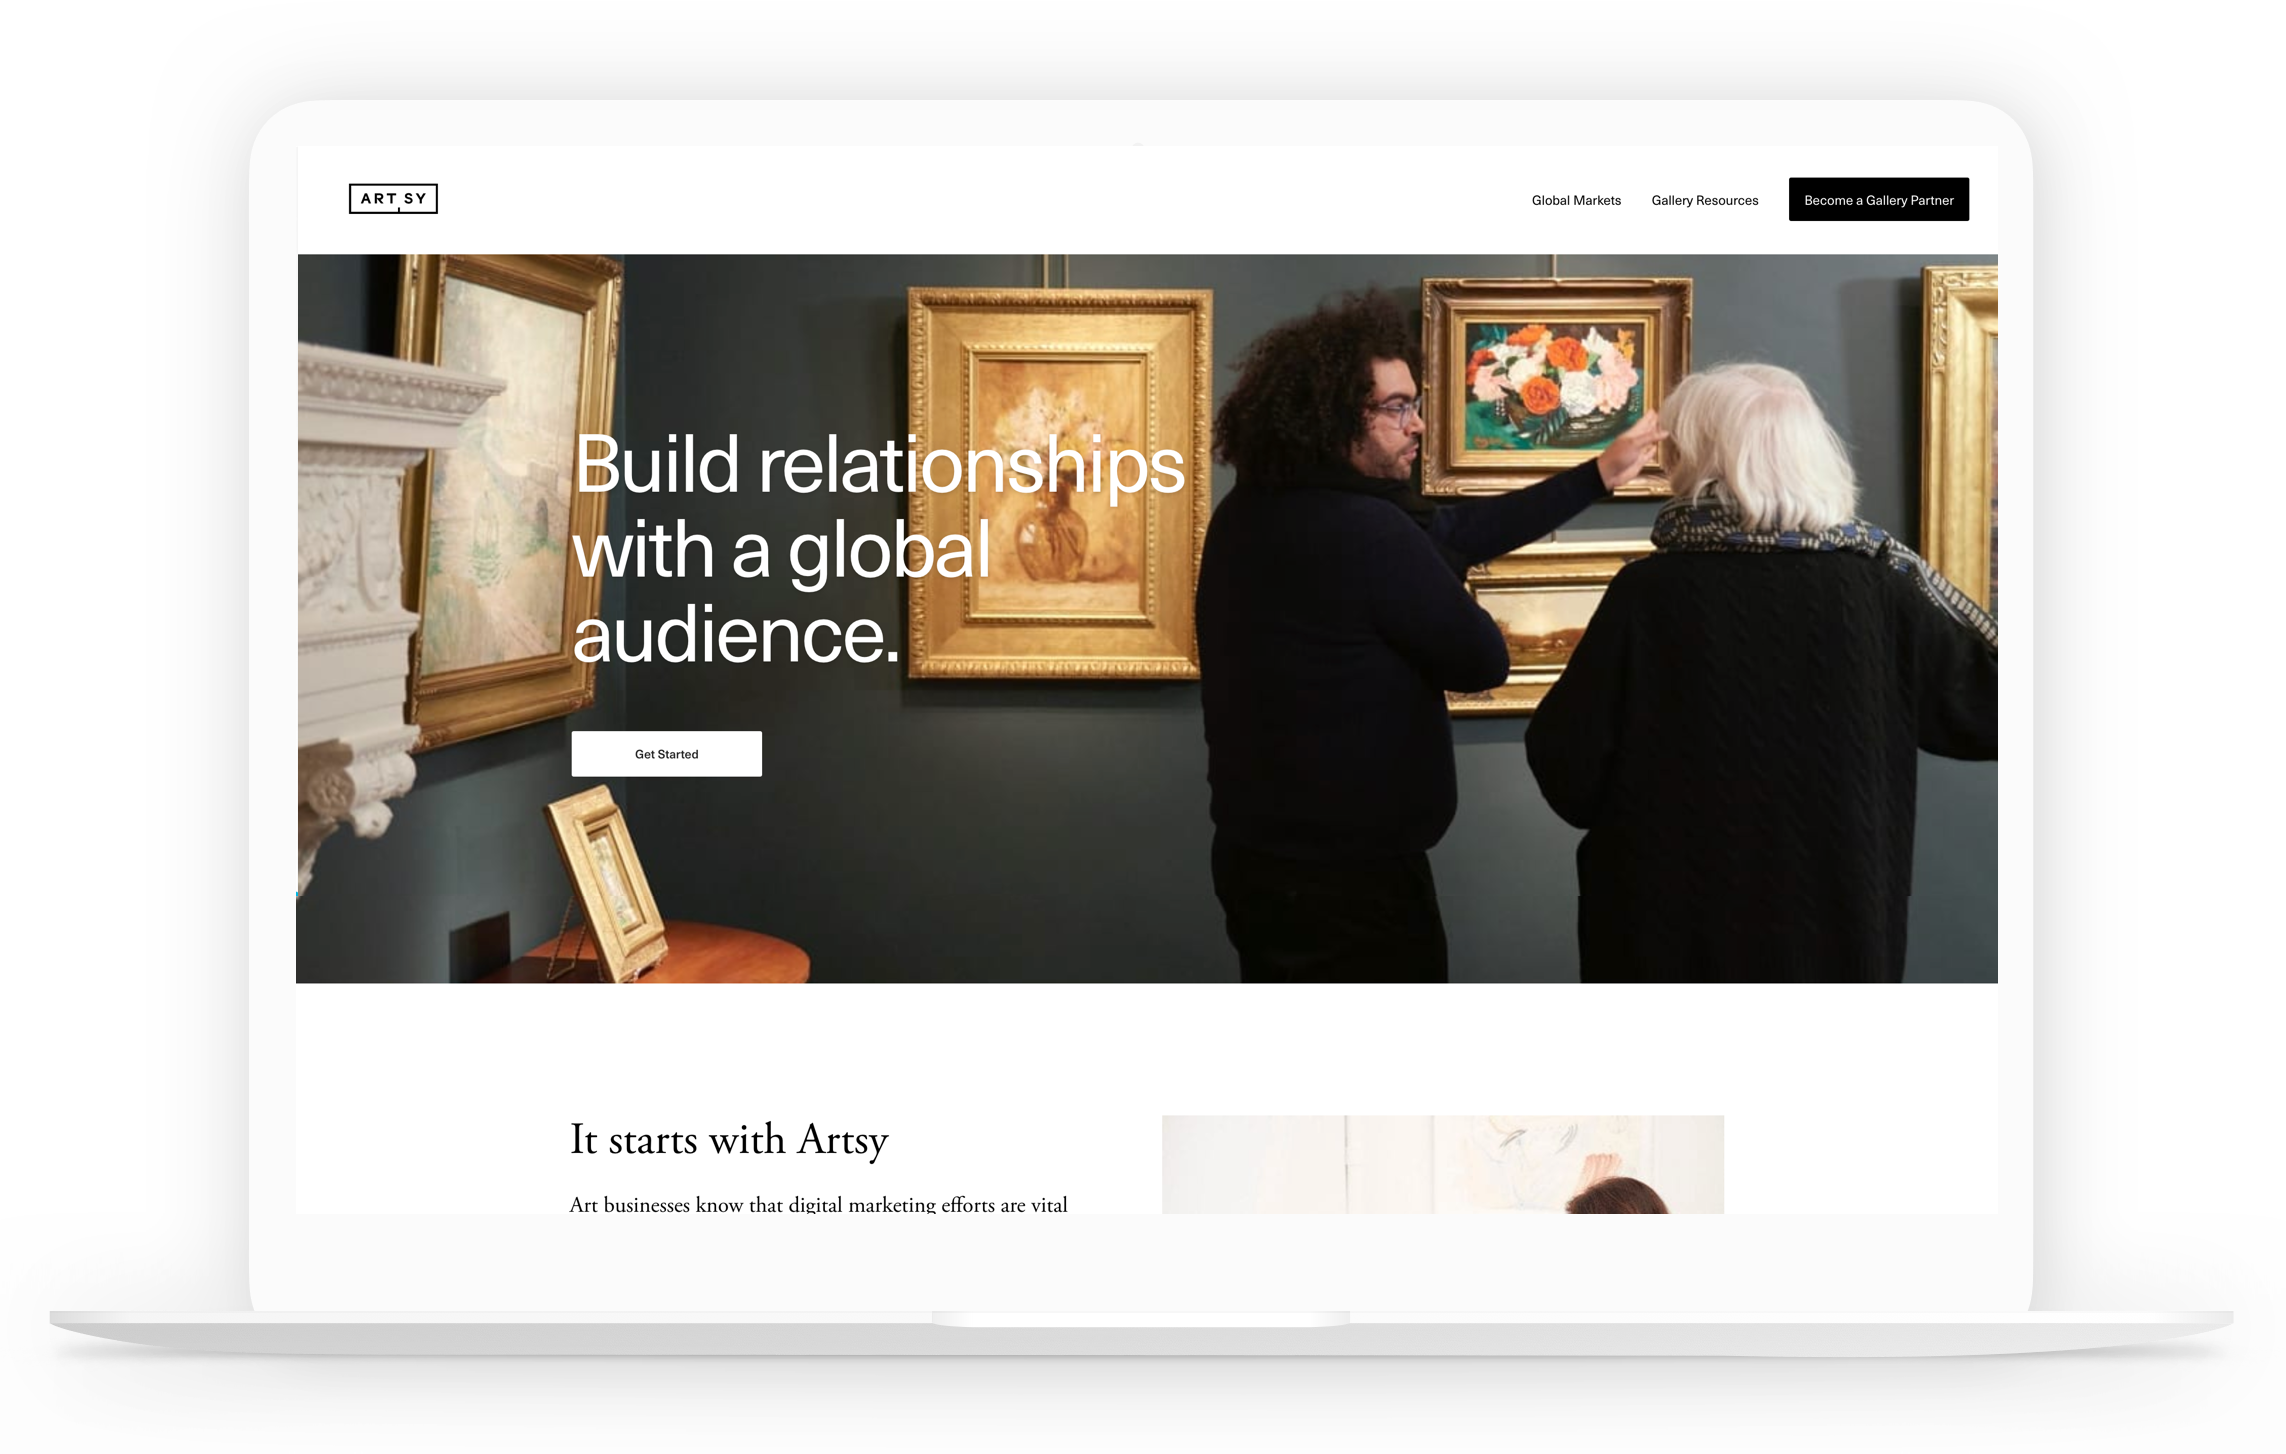 ARTSY
Global Markets
Gallery Resources
Become a Gallery Partner
Build relationships
with a global
audience.
Get Started
It starts with Artsy
Art businesses know that digital marketing efforts are vital